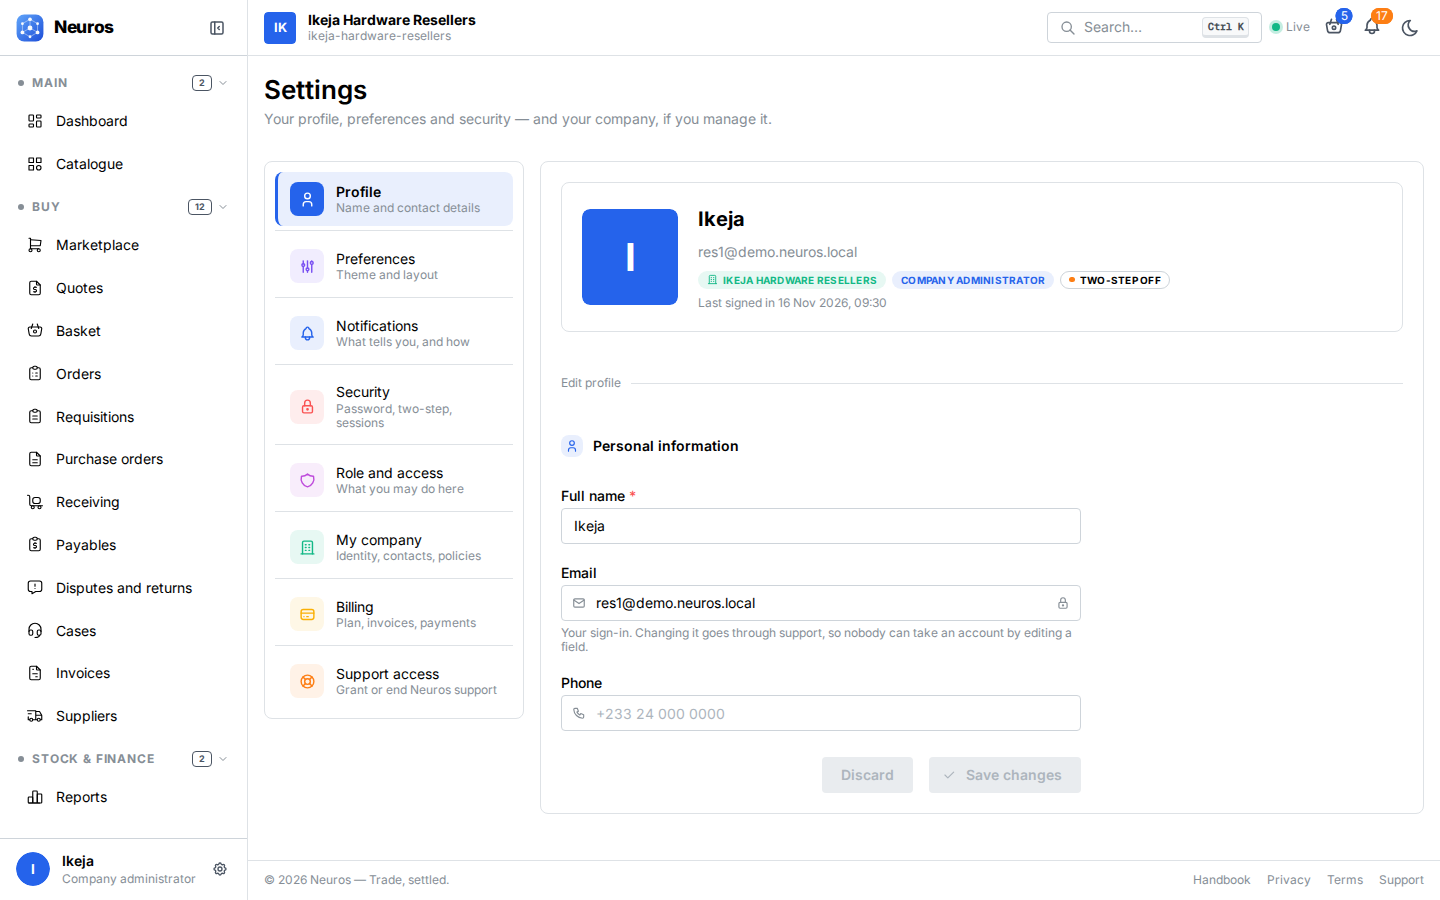 Neuros
MAIN
2
Dashboard
Catalogue
BUY
12
Marketplace
Quotes
Basket
Orders
Requisitions
Purchase orders
Receiving
Payables
Disputes and returns
Cases
Invoices
Suppliers
STOCK & FINANCE
2
Reports
I
Ikeja
Company administrator
IK
Ikeja Hardware Resellers
ikeja-hardware-resellers
Search...
Ctrl K
Live
5
17
Settings
Your profile, preferences and security — and your company, if you manage it.
Profile
Name and contact details
Preferences
Theme and layout
Notifications
What tells you, and how
Security
Password, two-step,
sessions
Role and access
What you may do here
My company
Identity, contacts, policies
Billing
Plan, invoices, payments
Support access
Grant or end Neuros support
I
Ikeja
res1@demo.neuros.local
IKEJA HARDWARE RESELLERS
COMPANY ADMINISTRATOR
TWO-STEP OFF
Last signed in 16 Nov 2026, 09:30
Edit profile
Personal information
Full name *
Ikeja
Email
res1@demo.neuros.local
Your sign-in. Changing it goes through support, so nobody can take an account by editing a
field.
Phone
+233 24 000 0000
Discard
Save changes
© 2026 Neuros — Trade, settled.
Handbook
Privacy
Terms
Support